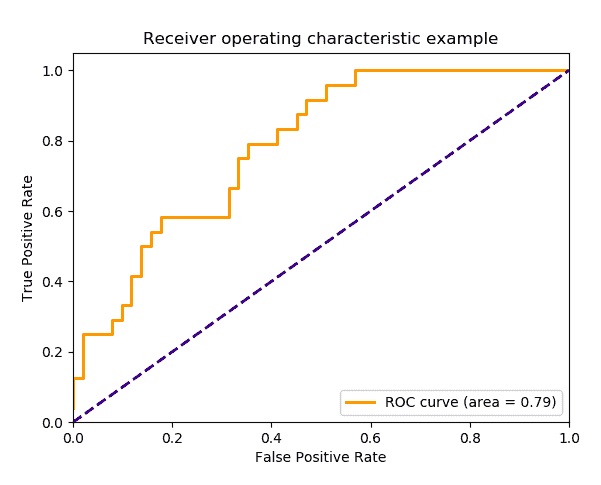 Receiver operating characteristic example
True Positive Rate
1.0
0.8
0.6
0.4
0.2
0.0
ROC curve (area = 0.79)
0.0 0.2 0.4 0.6 0.8 1.0
False Positive Rate